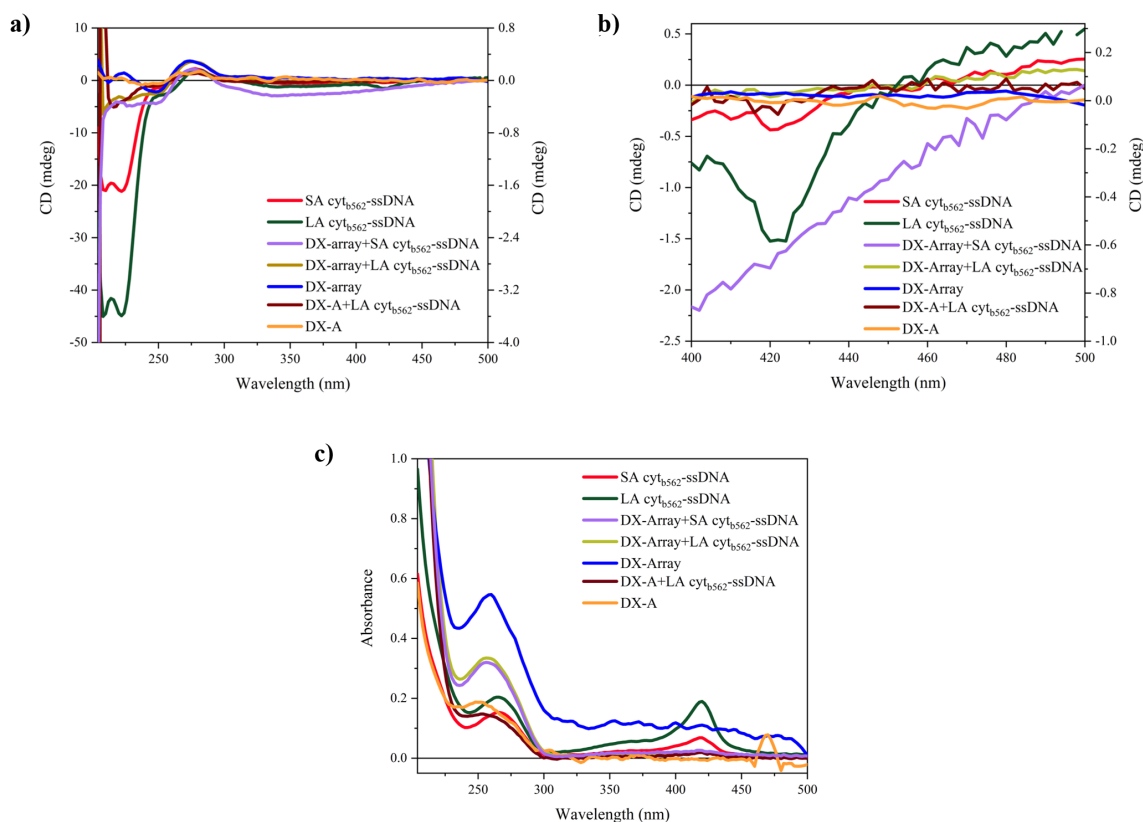 a)
10
0
-10
-20
-30
-40
-50
CD (mdeg)
0.8
0.0
-0.8
-1.6
-2.4
-3.2
-4.0
CD (mdeg)
250 300 350 400 450 500
Wavelength (nm)
SA cytb562-ssDNA
LA cytb562-ssDNA
DX-array+SA cytb562-ssDNA
DX-array+LA cytb562-ssDNA
DX-array
DX-A+LA cytb562-ssDNA
DX-A
b)
0.5
0.0
-0.5
-1.0
-1.5
-2.0
-2.5
CD (mdeg)
0.2
0.0
-0.2
-0.4
-0.6
-0.8
-1.0
CD (mdeg)
400 420 440 460 480 500
Wavelength (nm)
SA cytb562-ssDNA
LA cytb562-ssDNA
DX-Array+SA cytb562-ssDNA
DX-Array+LA cytb562-ssDNA
DX-Array
DX-A+LA cytb562-ssDNA
DX-A
c)
1.0
0.8
0.6
0.4
0.2
0.0
Absorbance
250 300 350 400 450 500
Wavelength (nm)
SA cytb562-ssDNA
LA cytb562-ssDNA
DX-Array+SA cytb562-ssDNA
DX-Array+LA cytb562-ssDNA
DX-Array
DX-A+LA cytb562-ssDNA
DX-A